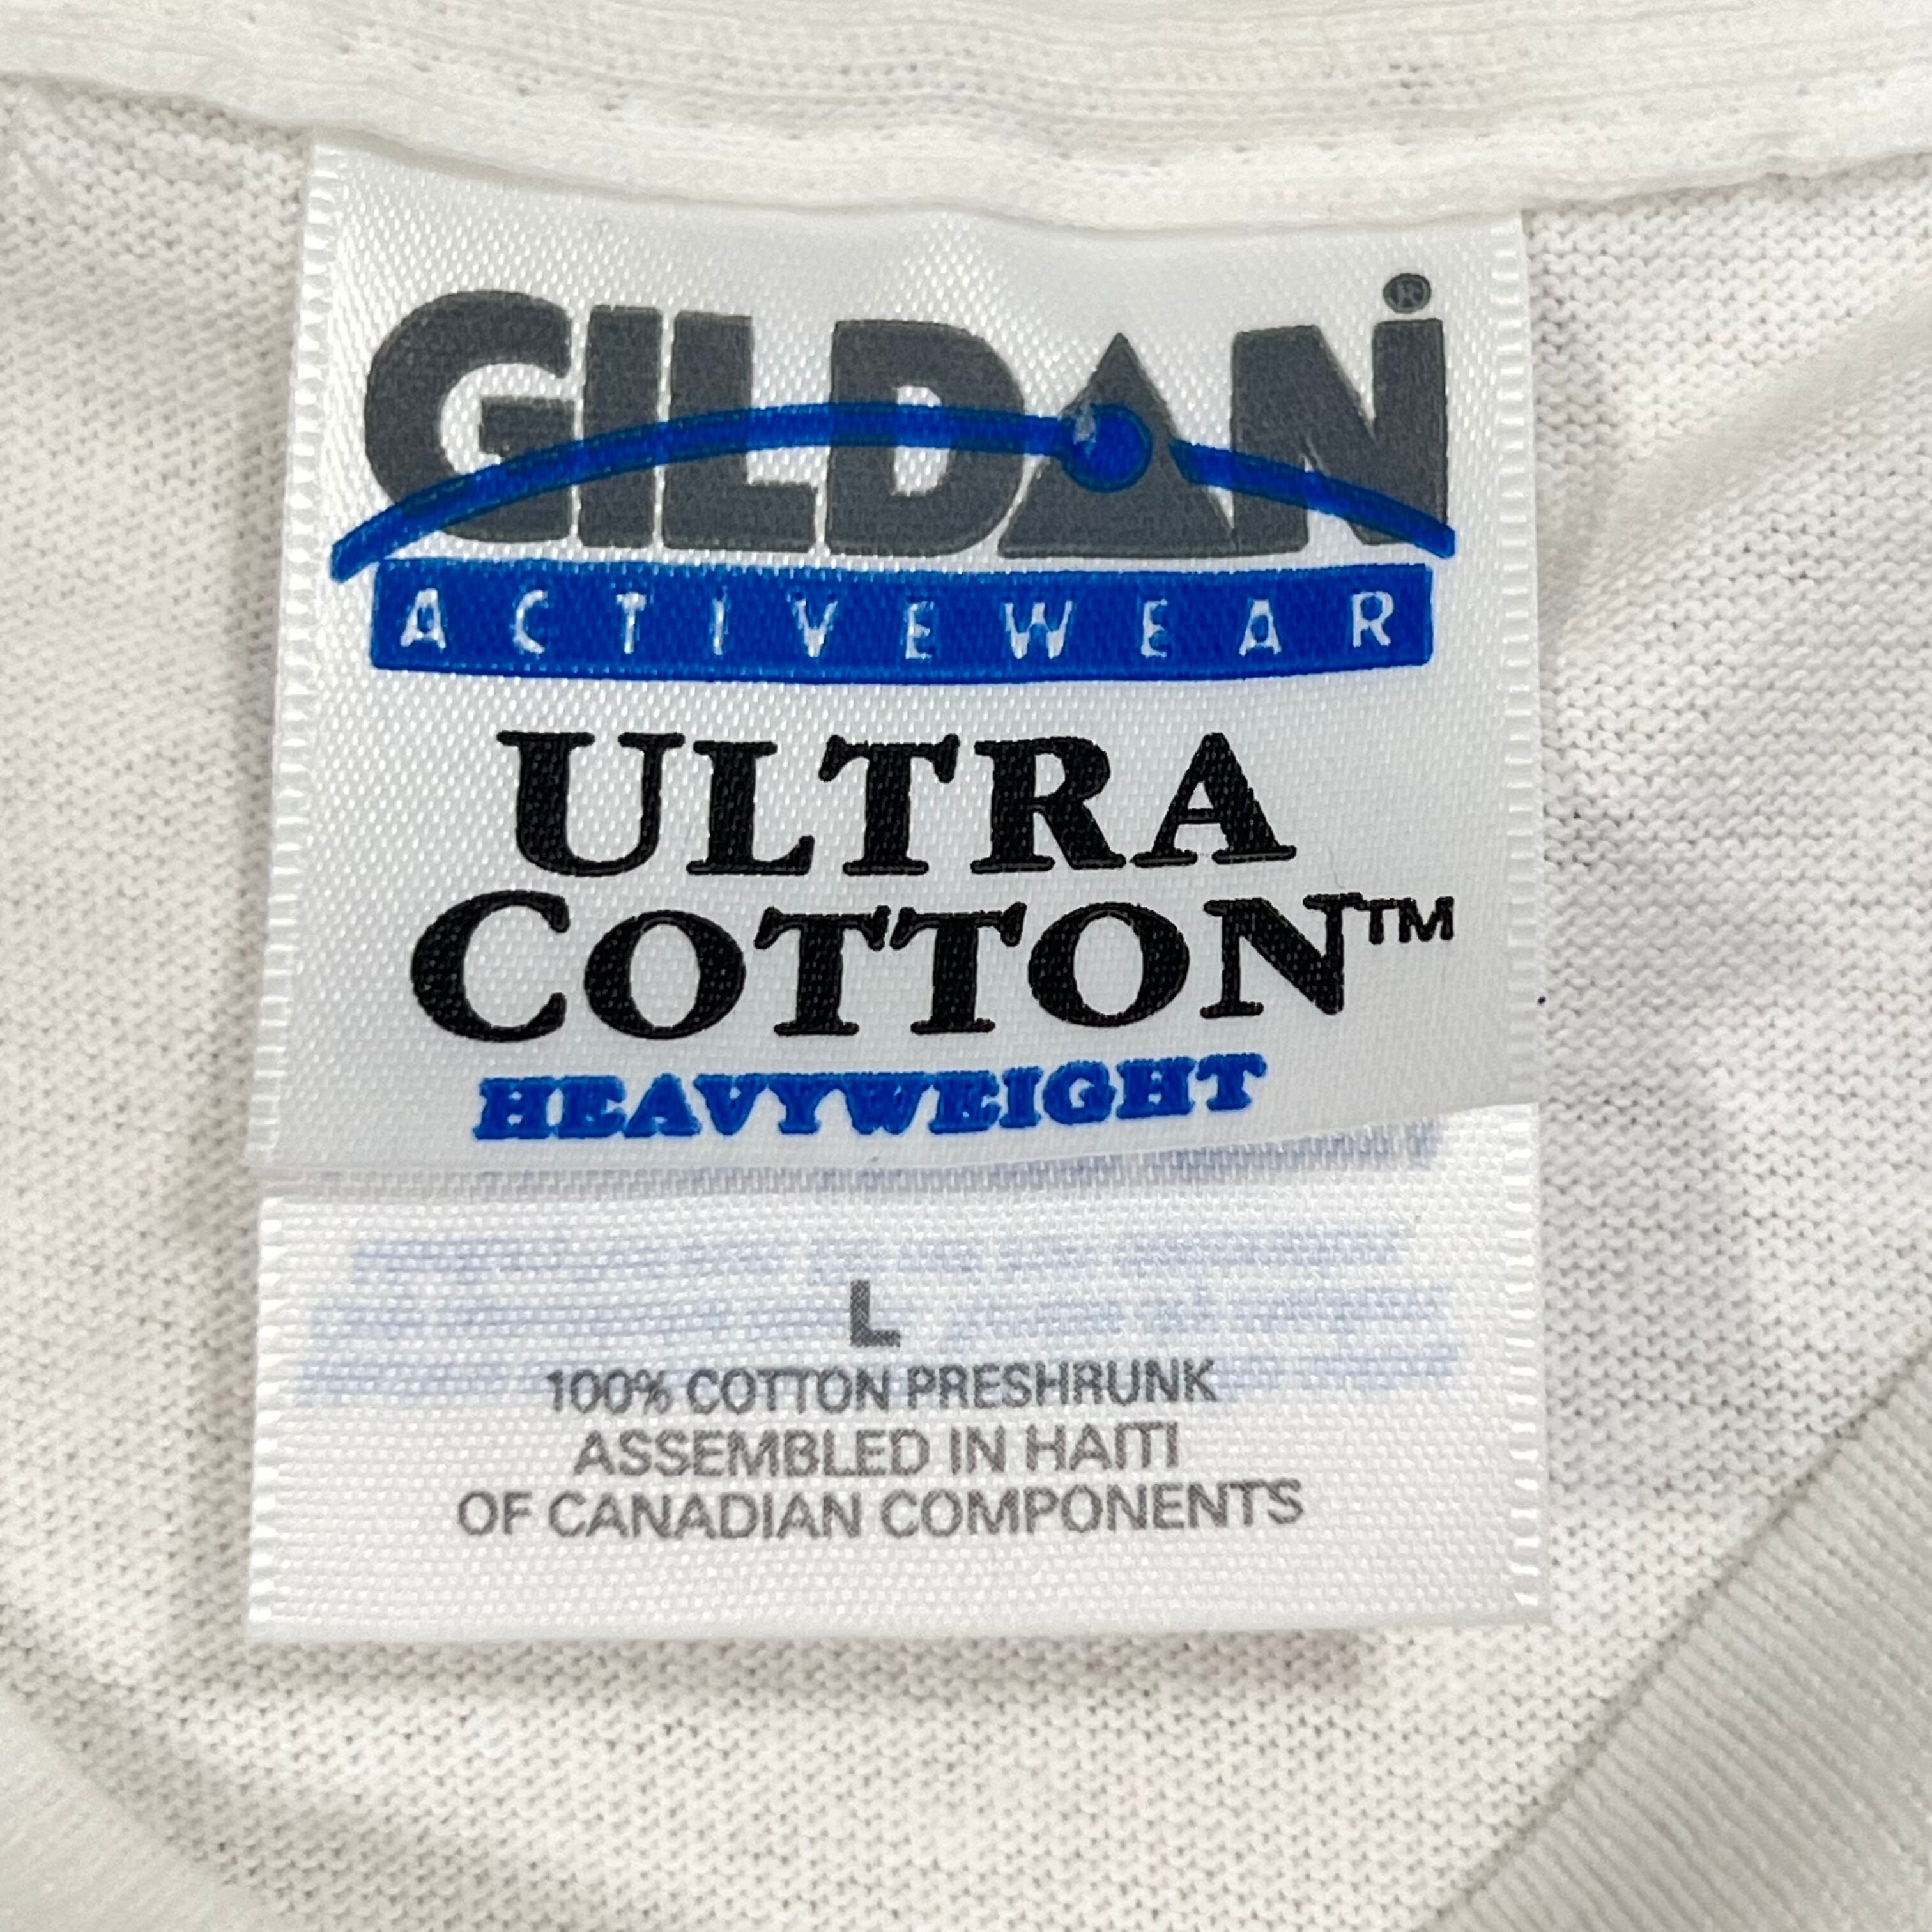 GILDAN®
ACTIVEWEAR
ULTRA
COTTON™
HEAVYWEIGHT
L
100% COTTON PRESHRUNK
ASSEMBLED IN HAITI
OF CANADIAN COMPONENTS